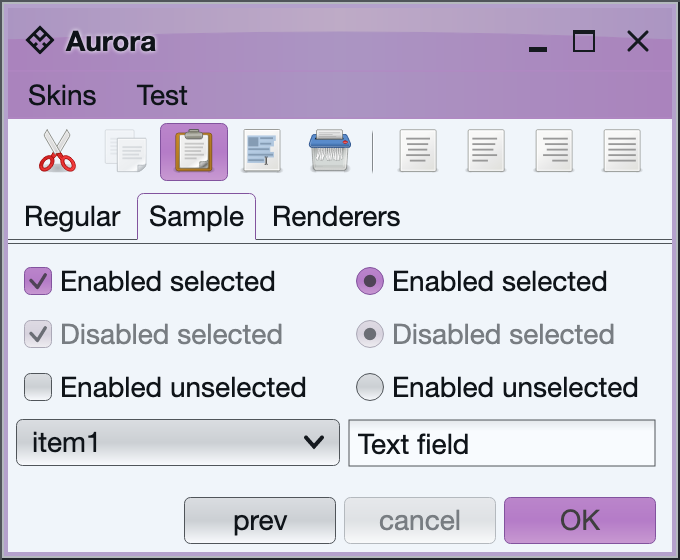 Aurora
Skins Test
Regular Sample Renderers
Enabled selected Enabled selected
Disabled selected Disabled selected
Enabled unselected Enabled unselected
item1 Text field
prev cancel OK